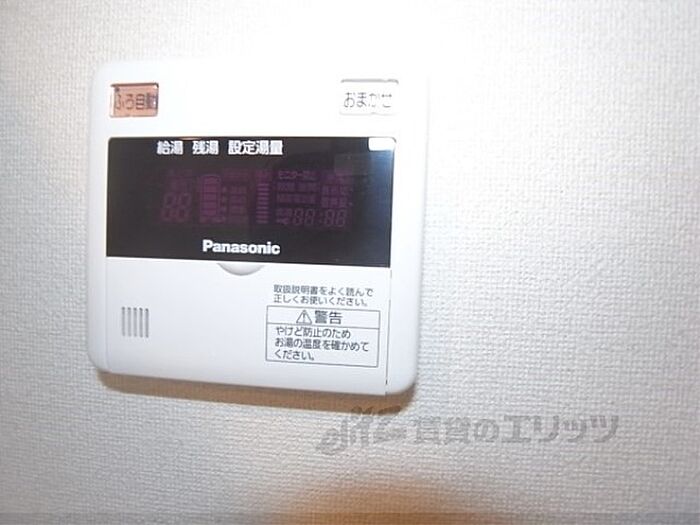 ふろ自動 おまかせ
給湯 残湯 設定湯量
Panasonic
取扱説明書をよく読んで
正しくお使いください。
⚠警告
やけど防止のため
お湯の温度を確かめて
ください。
賃貸のエリッツ